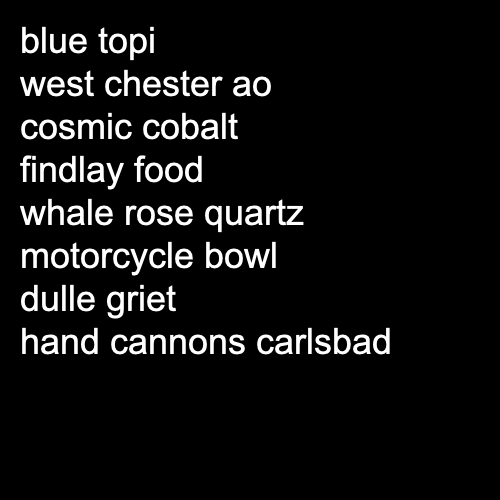 blue topi
west chester ao
cosmic cobalt
findlay food
whale rose quartz
motorcycle bowl
dulle griet
hand cannons carlsbad